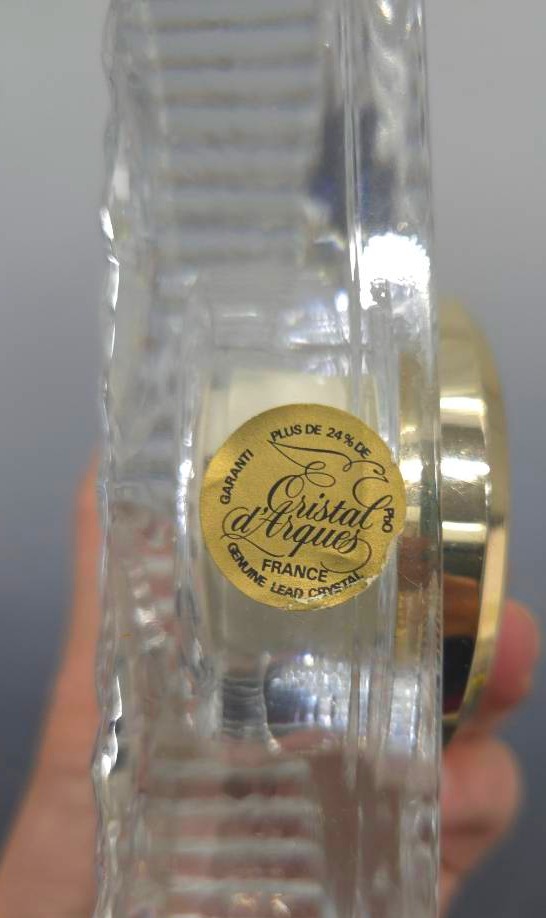 GARANTI PLUS DE 24% DE PbO
Cristal
d'Arques
FRANCE
GENUINE LEAD CRYSTAL